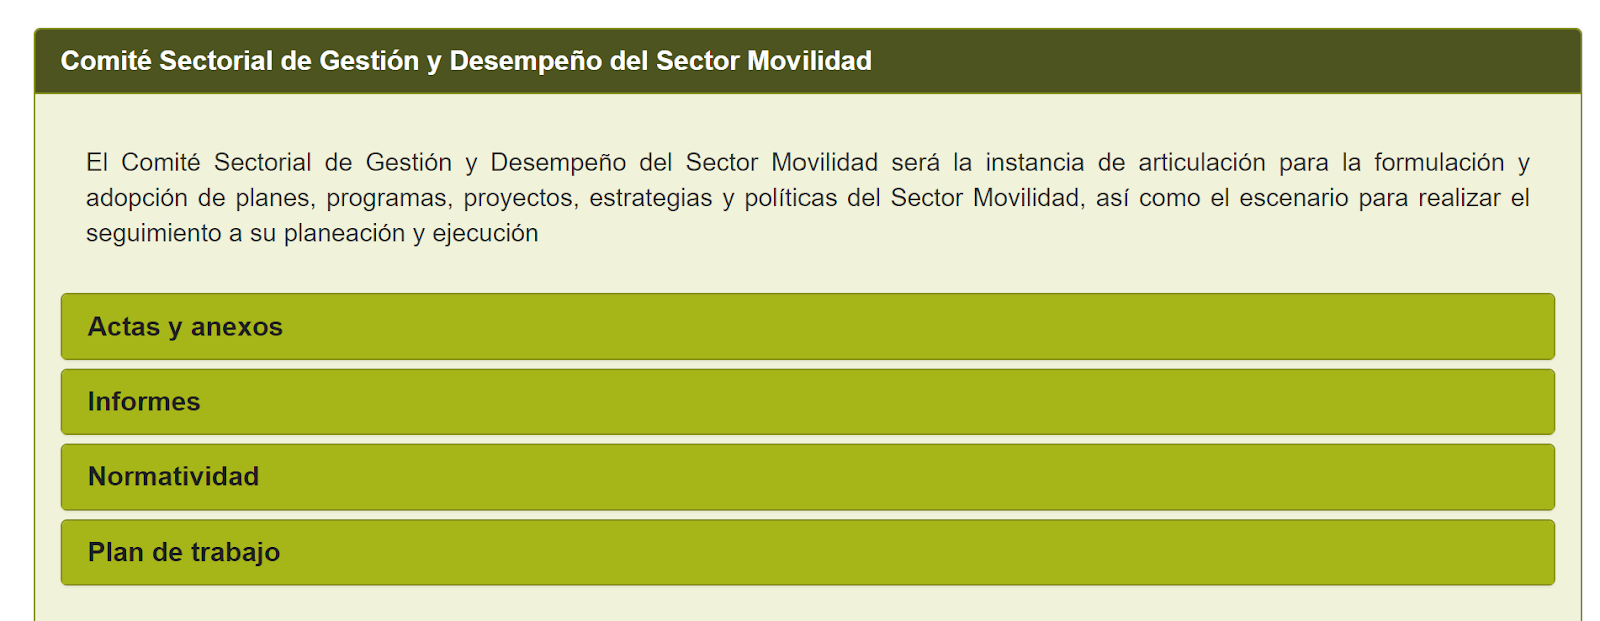 Comité Sectorial de Gestión y Desempeño del Sector Movilidad
El Comité Sectorial de Gestión y Desempeño del Sector Movilidad será la instancia de articulación para la formulación y
adopción de planes, programas, proyectos, estrategias y políticas del Sector Movilidad, así como el escenario para realizar el
seguimiento a su planeación y ejecución
Actas y anexos
Informes
Normatividad
Plan de trabajo